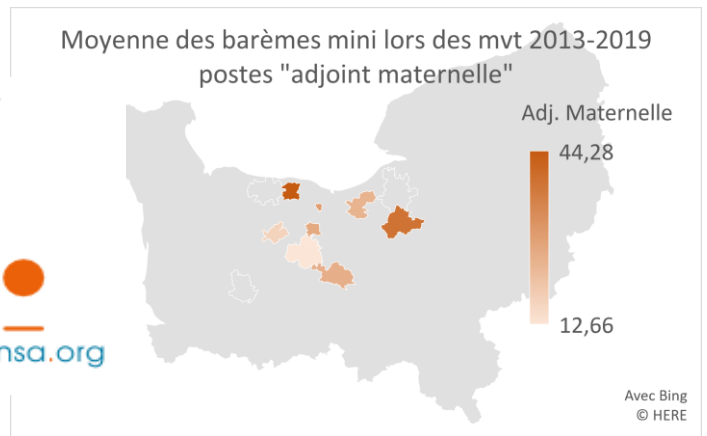 Moyenne des barèmes mini lors des mvt 2013-2019
postes "adjoint maternelle"
Adj. Maternelle
44,28
12,66
nsa.org
Avec Bing
© HERE